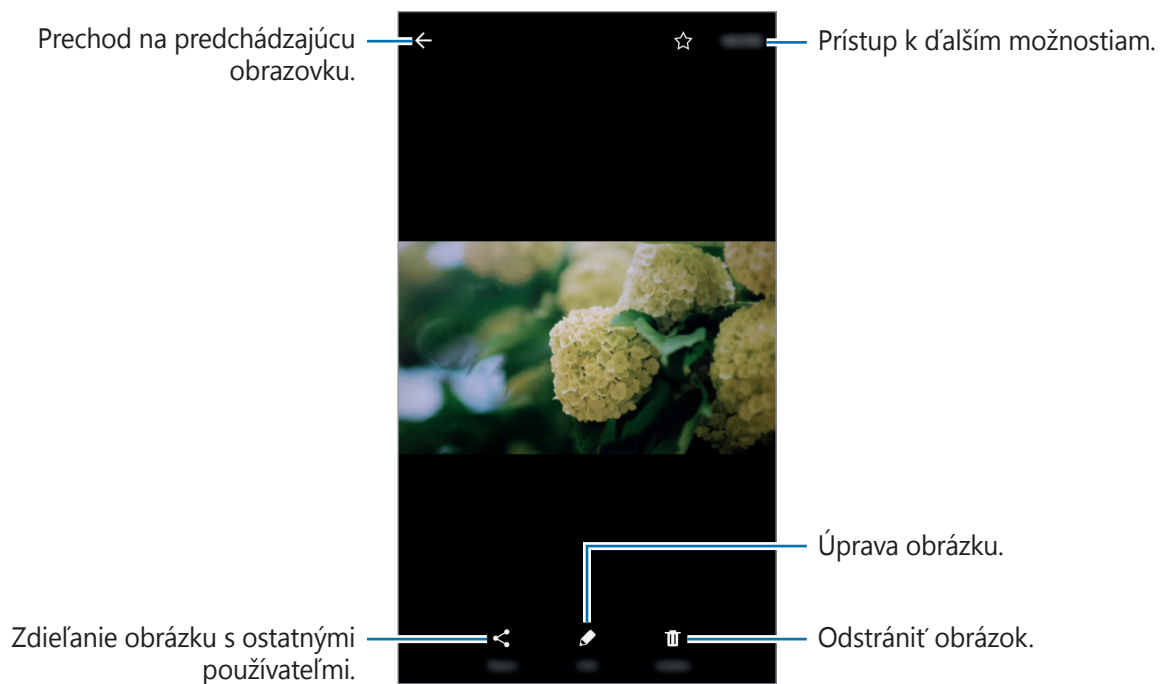 Prechod na predchádzajúcu
obrazovku.
Prístup k ďalším možnostiam.
Úprava obrázku.
Zdieľanie obrázku s ostatnými
používateľmi.
Odstrániť obrázok.